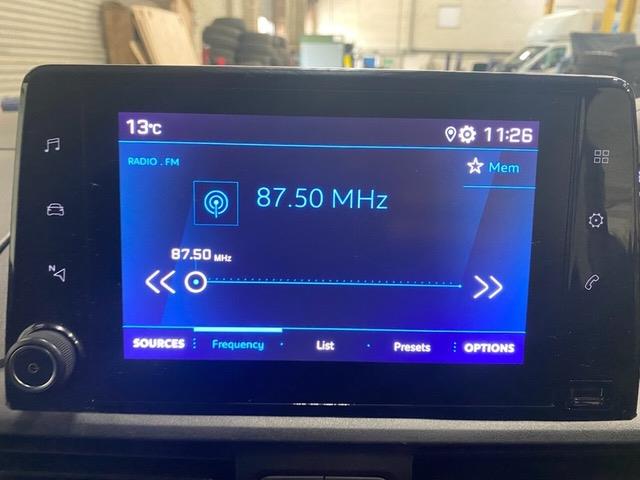 13°C
11:26
RADIO . FM
Mem
87.50 MHz
87.50 MHz
SOURCES Frequency List Presets OPTIONS
N